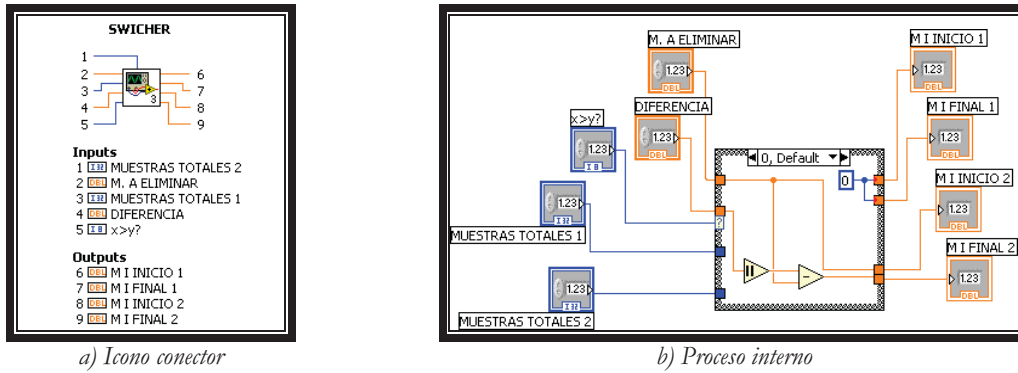 SWICHER
1
2
3
4
5
6
7
8
9
3
Inputs
1 I32 MUESTRAS TOTALES 2
2 DBL M. A ELIMINAR
3 I32 MUESTRAS TOTALES 1
4 DBL DIFERENCIA
5 I8 x>y?
Outputs
6 DBL M I INICIO 1
7 DBL M I FINAL 1
8 DBL M I INICIO 2
9 DBL M I FINAL 2
a) Icono conector
M. A ELIMINAR
1.23
DBL
DIFERENCIA
1.23
DBL
x>y?
1.23
I8
MUESTRAS TOTALES 1
1.23
I32
MUESTRAS TOTALES 2
1.23
I32
0, Default
0
?
M I INICIO 1
1.23
DBL
M I FINAL 1
1.23
DBL
M I INICIO 2
1.23
DBL
M I FINAL 2
1.23
DBL
b) Proceso interno